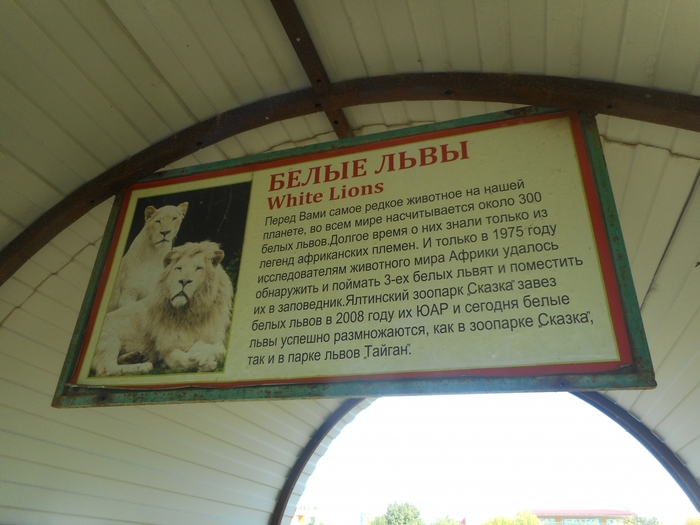 БЕЛЫЕ ЛЬВЫ
White Lions
Перед Вами самое редкое животное на нашей
планете, во всем мире насчитывается около 300
белых львов.Долгое время о них знали только из
легенд африканских племен. И только в 1975 году
исследователям животного мира Африки удалось
обнаружить и поймать 3-ех белых львят и поместить
их в заповедник.Ялтинский зоопарк „Сказка" завез
белых львов в 2008 году их ЮАР и сегодня белые
львы успешно размножаются, как в зоопарке „Сказка",
так и в парке львов „Тайган".